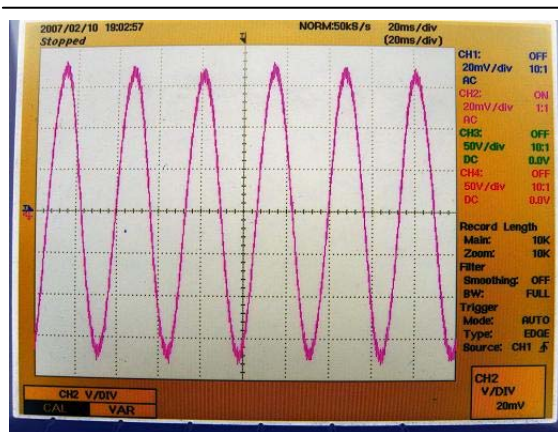 2007/02/10 19:02:57 NORM:50kS/s 20ms/div
Stopped (20ms/div)
CH1: OFF
20mV/div 10:1
AC
CH2: ON
20mV/div 1:1
AC
CH3: OFF
50V/div 10:1
DC 0.0V
CH4: OFF
50V/div 10:1
DC 0.0V
Record Length
Main: 10K
Zoom: 10K
Filter
Smoothing: OFF
BW: FULL
Trigger
Mode: AUTO
Type: EDGE
Source: CH1
CH2 V/DIV
CAL VAR
CH2
V/DIV
20mV